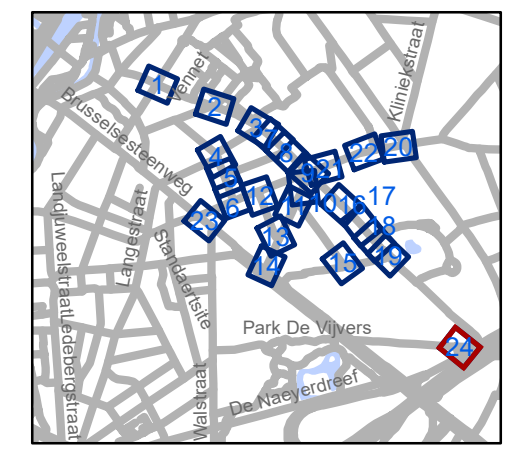 1
Vennet
2
Kliniekstraat
Brusselsesteenweg
3
8
4
22
20
5
9
12
6
11
10
16
17
23
18
13
14
15
19
Landjuweelstraat
Langestraat
Standaertsite
Ledebergstraat
Walstraat
Park De Vijvers
24
De Naeyerdreef